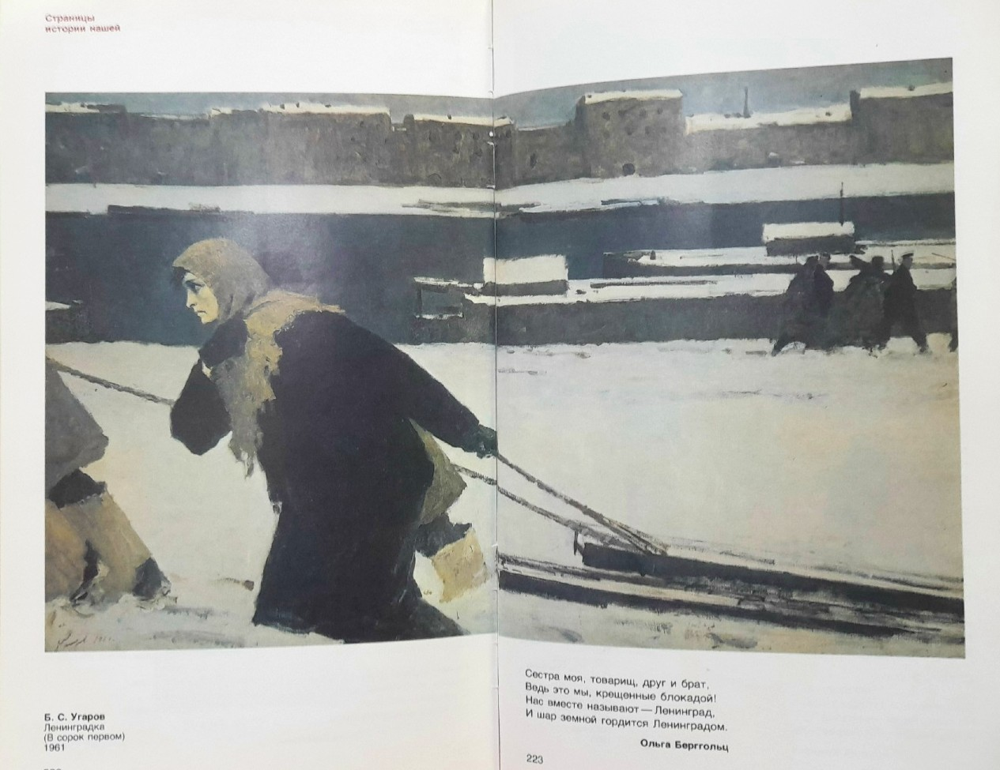 Страницы
истории нашей
Б. С. Угаров
Ленинградка
(В сорок первом)
1961
Сестра моя, товарищ, друг и брат,
Ведь это мы, крещенные блокадой!
Нас вместе называют — Ленинград,
И шар земной гордится Ленинградом.
Ольга Берггольц
223